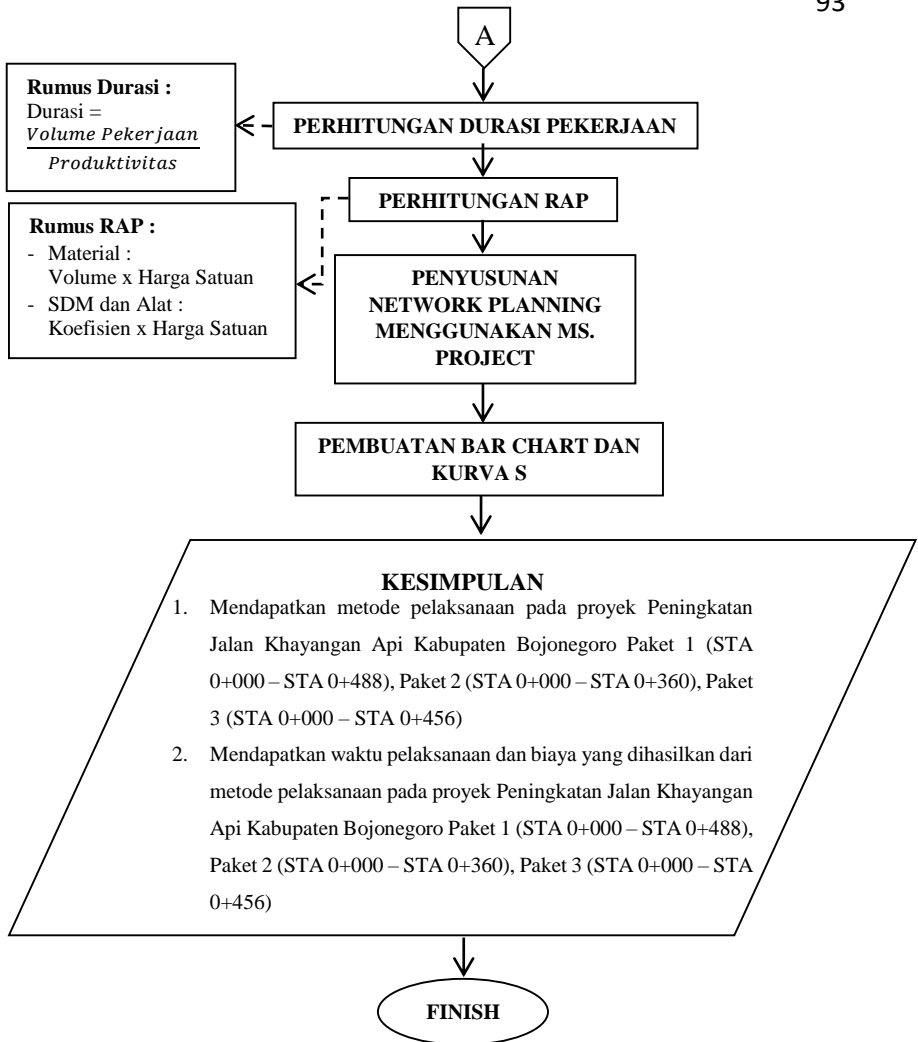 93
A
Rumus Durasi :
Durasi =
Volume Pekerjaan
Produktivitas
PERHITUNGAN DURASI PEKERJAAN
PERHITUNGAN RAP
Rumus RAP :
- Material :
Volume x Harga Satuan
- SDM dan Alat :
Koefisien x Harga Satuan
PENYUSUNAN
NETWORK PLANNING
MENGGUNAKAN MS.
PROJECT
PEMBUATAN BAR CHART DAN
KURVA S
KESIMPULAN
1. Mendapatkan metode pelaksanaan pada proyek Peningkatan
Jalan Khayangan Api Kabupaten Bojonegoro Paket 1 (STA
0+000 – STA 0+488), Paket 2 (STA 0+000 – STA 0+360), Paket
3 (STA 0+000 – STA 0+456)
2. Mendapatkan waktu pelaksanaan dan biaya yang dihasilkan dari
metode pelaksanaan pada proyek Peningkatan Jalan Khayangan
Api Kabupaten Bojonegoro Paket 1 (STA 0+000 – STA 0+488),
Paket 2 (STA 0+000 – STA 0+360), Paket 3 (STA 0+000 – STA
0+456)
FINISH